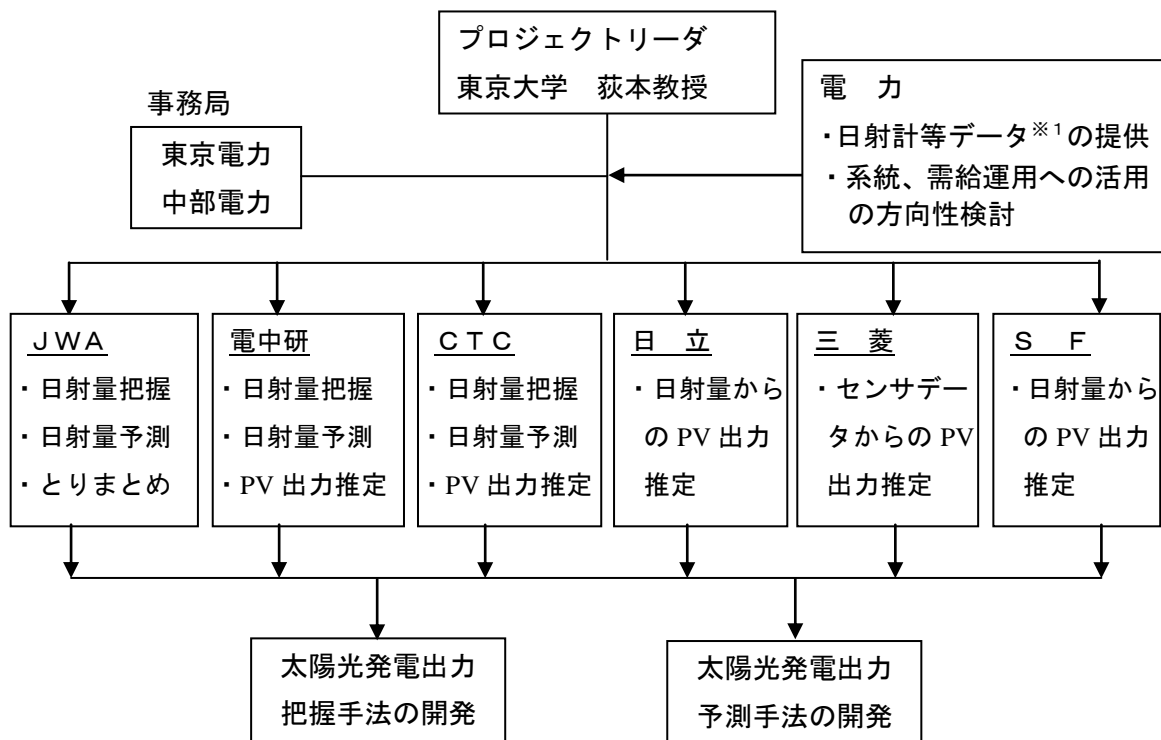 プロジェクトリーダ
東京大学　荻本教授
事務局
東京電力
中部電力
電　力
・日射計等データ※1の提供
・系統、需給運用への活用
の方向性検討
ＪＷＡ
・日射量把握
・日射量予測
・とりまとめ
電中研
・日射量把握
・日射量予測
・PV 出力推定
ＣＴＣ
・日射量把握
・日射量予測
・PV 出力推定
日　立
・日射量から
の PV 出力
推定
三　菱
・センサデー
タからの PV
出力推定
Ｓ　Ｆ
・日射量から
の PV 出力
推定
太陽光発電出力
把握手法の開発
太陽光発電出力
予測手法の開発